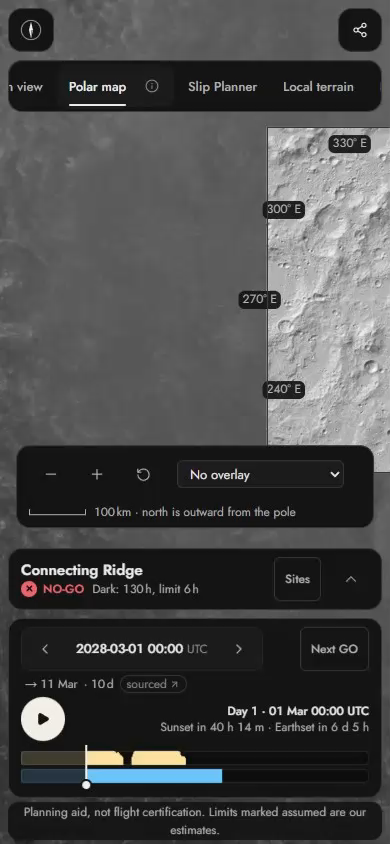 n view Polar map Slip Planner Local terrain
330° E
300° E
270° E
240° E
No overlay
100 km · north is outward from the pole
Connecting Ridge
NO-GO Dark: 130 h, limit 6 h
Sites
2028-03-01 00:00 UTC
Next GO
→ 11 Mar · 10 d sourced ↗
Day 1 · 01 Mar 00:00 UTC
Sunset in 40 h 14 m · Earthset in 6 d 5 h
Planning aid, not flight certification. Limits marked assumed are our
estimates.